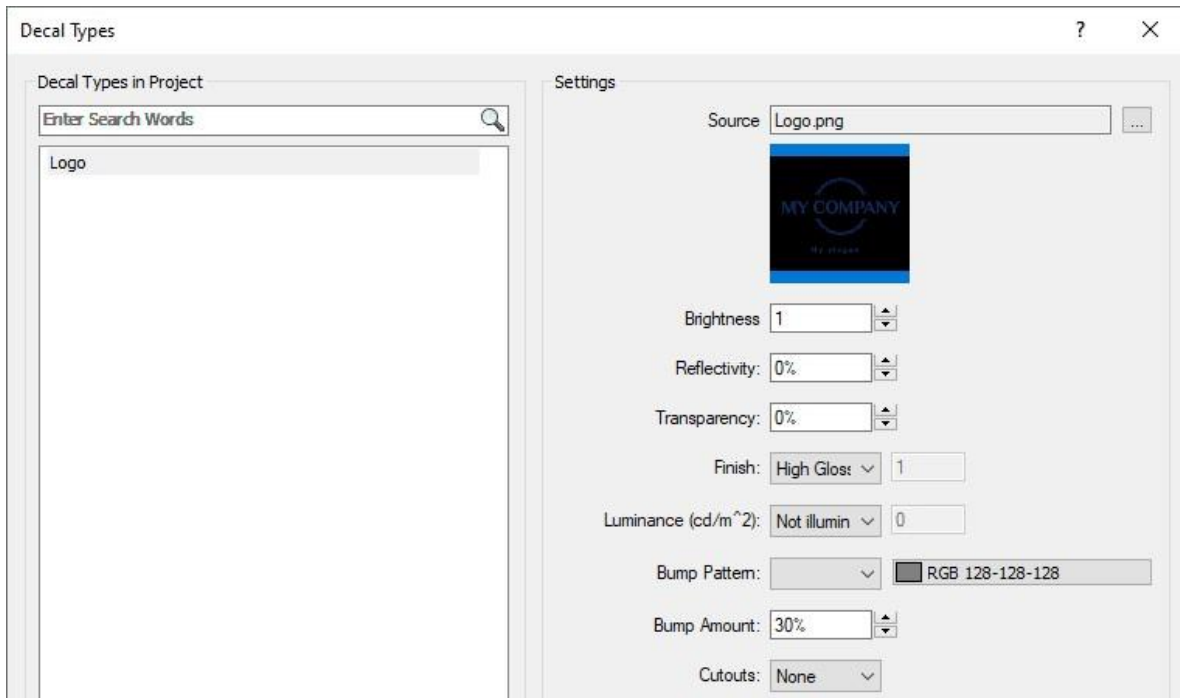 Decal Types
?
Decal Types in Project
Enter Search Words
Logo
Settings
Source Logo.png ...
MY COMPANY
My slogan
Brightness 1
Reflectivity: 0%
Transparency: 0%
Finish: High Glos 1
Luminance (cd/m^2): Not illumin 0
Bump Pattern: RGB 128-128-128
Bump Amount: 30%
Cutouts: None